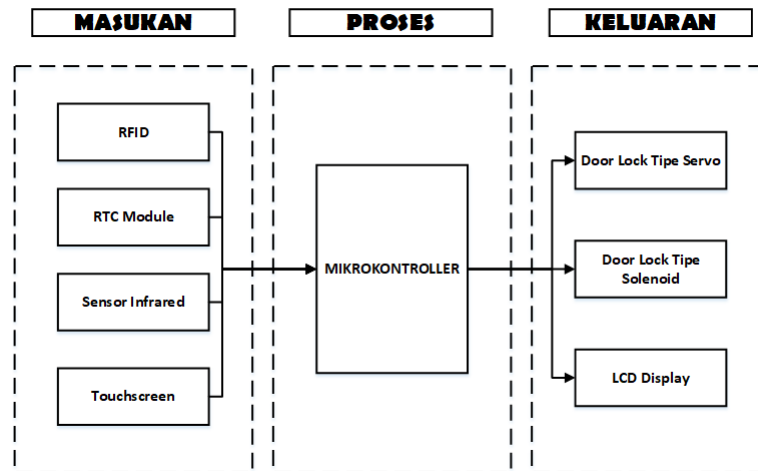 MASUKAN
PROSES
KELUARAN
RFID
RTC Module
Sensor Infrared
Touchscreen
MIKROKONTROLLER
Door Lock Tipe Servo
Door Lock Tipe
Solenoid
LCD Display